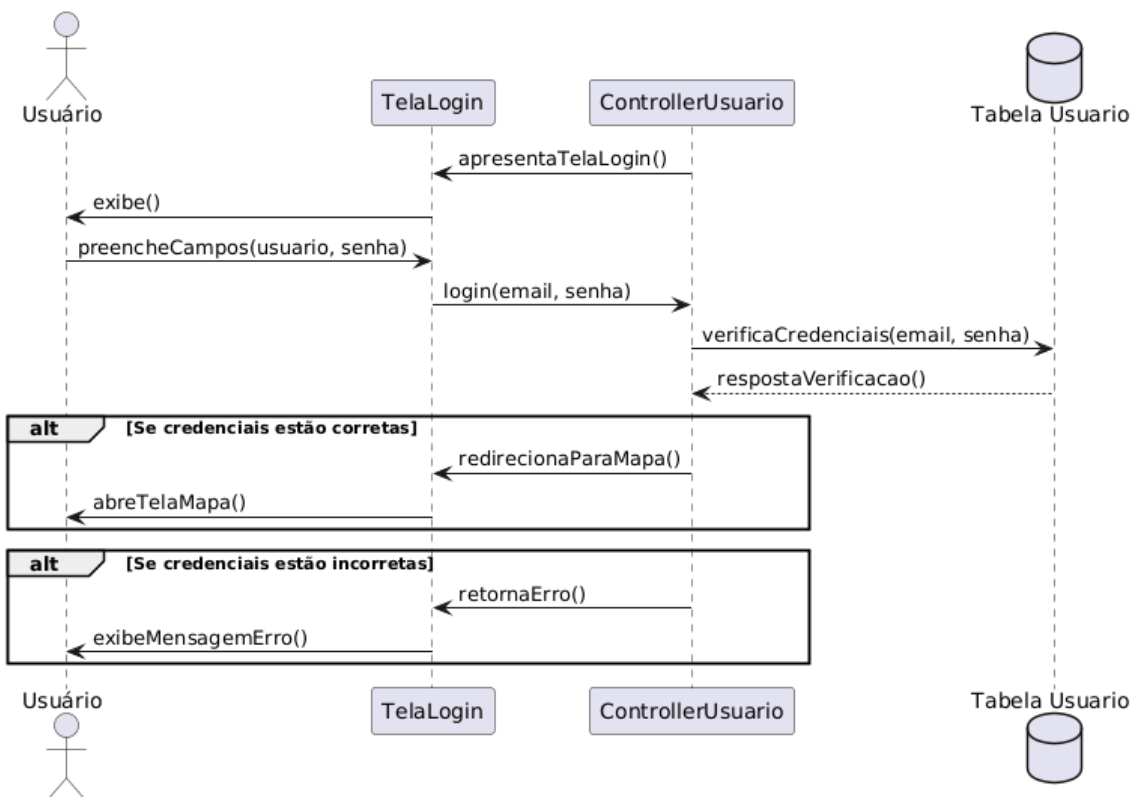 Usuário
TelaLogin
ControllerUsuario
Tabela Usuario
apresentaTelaLogin()
exibe()
preencheCampos(usuario, senha)
login(email, senha)
verificaCredenciais(email, senha)
respostaVerificacao()
alt [Se credenciais estão corretas]
redirecionaParaMapa()
abreTelaMapa()
alt [Se credenciais estão incorretas]
retornaErro()
exibeMensagemErro()
Usuário
TelaLogin
ControllerUsuario
Tabela Usuario